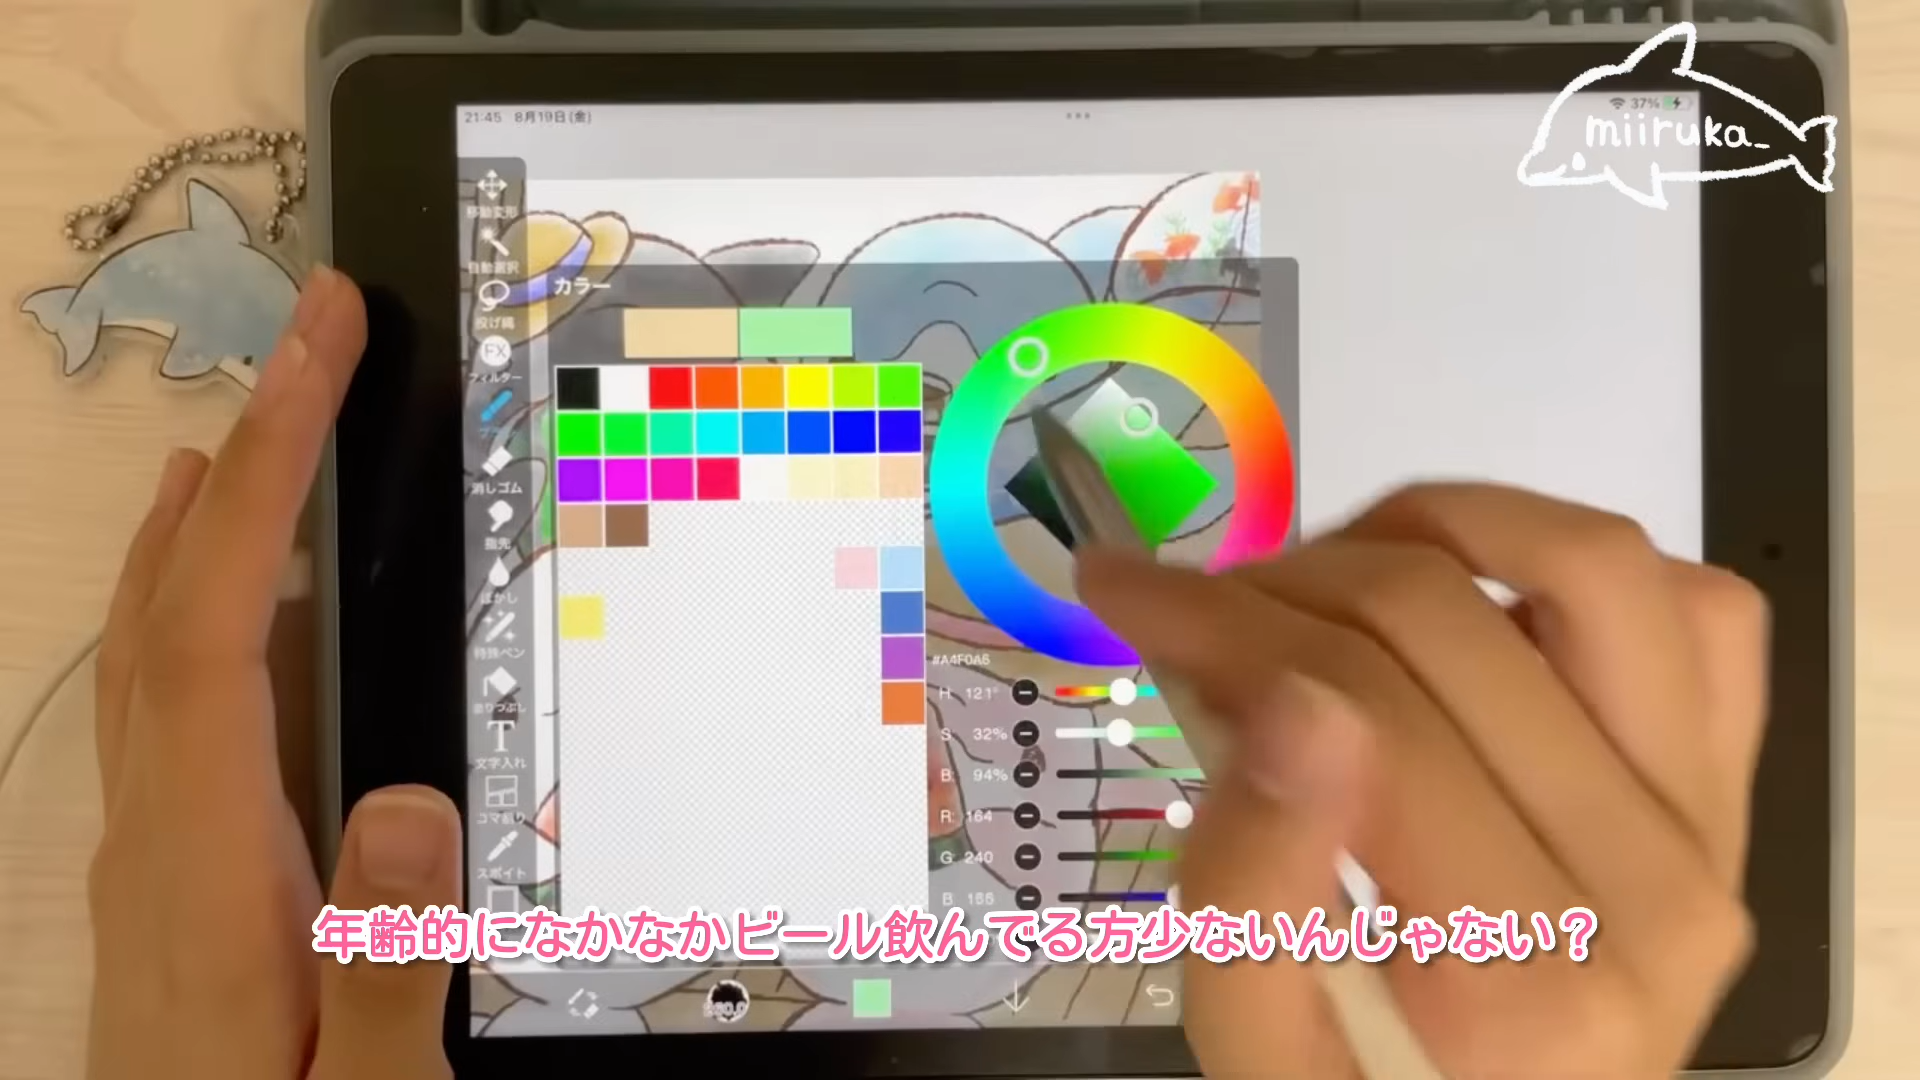 21:45 8月19日(金)
37%
miiruka_
移動変形
自動選択
カラー
投げ縄
FX
フィルター
消しゴム
指先
ぼかし
特殊ペン
塗りつぶし
T
文字入れ
コマ割り
スポイト
#A4F0A6
H: 121°
S: 32%
B: 94%
R: 164
G: 240
B: 166
年齢的になかなかビール飲んでる方少ないんじゃない？